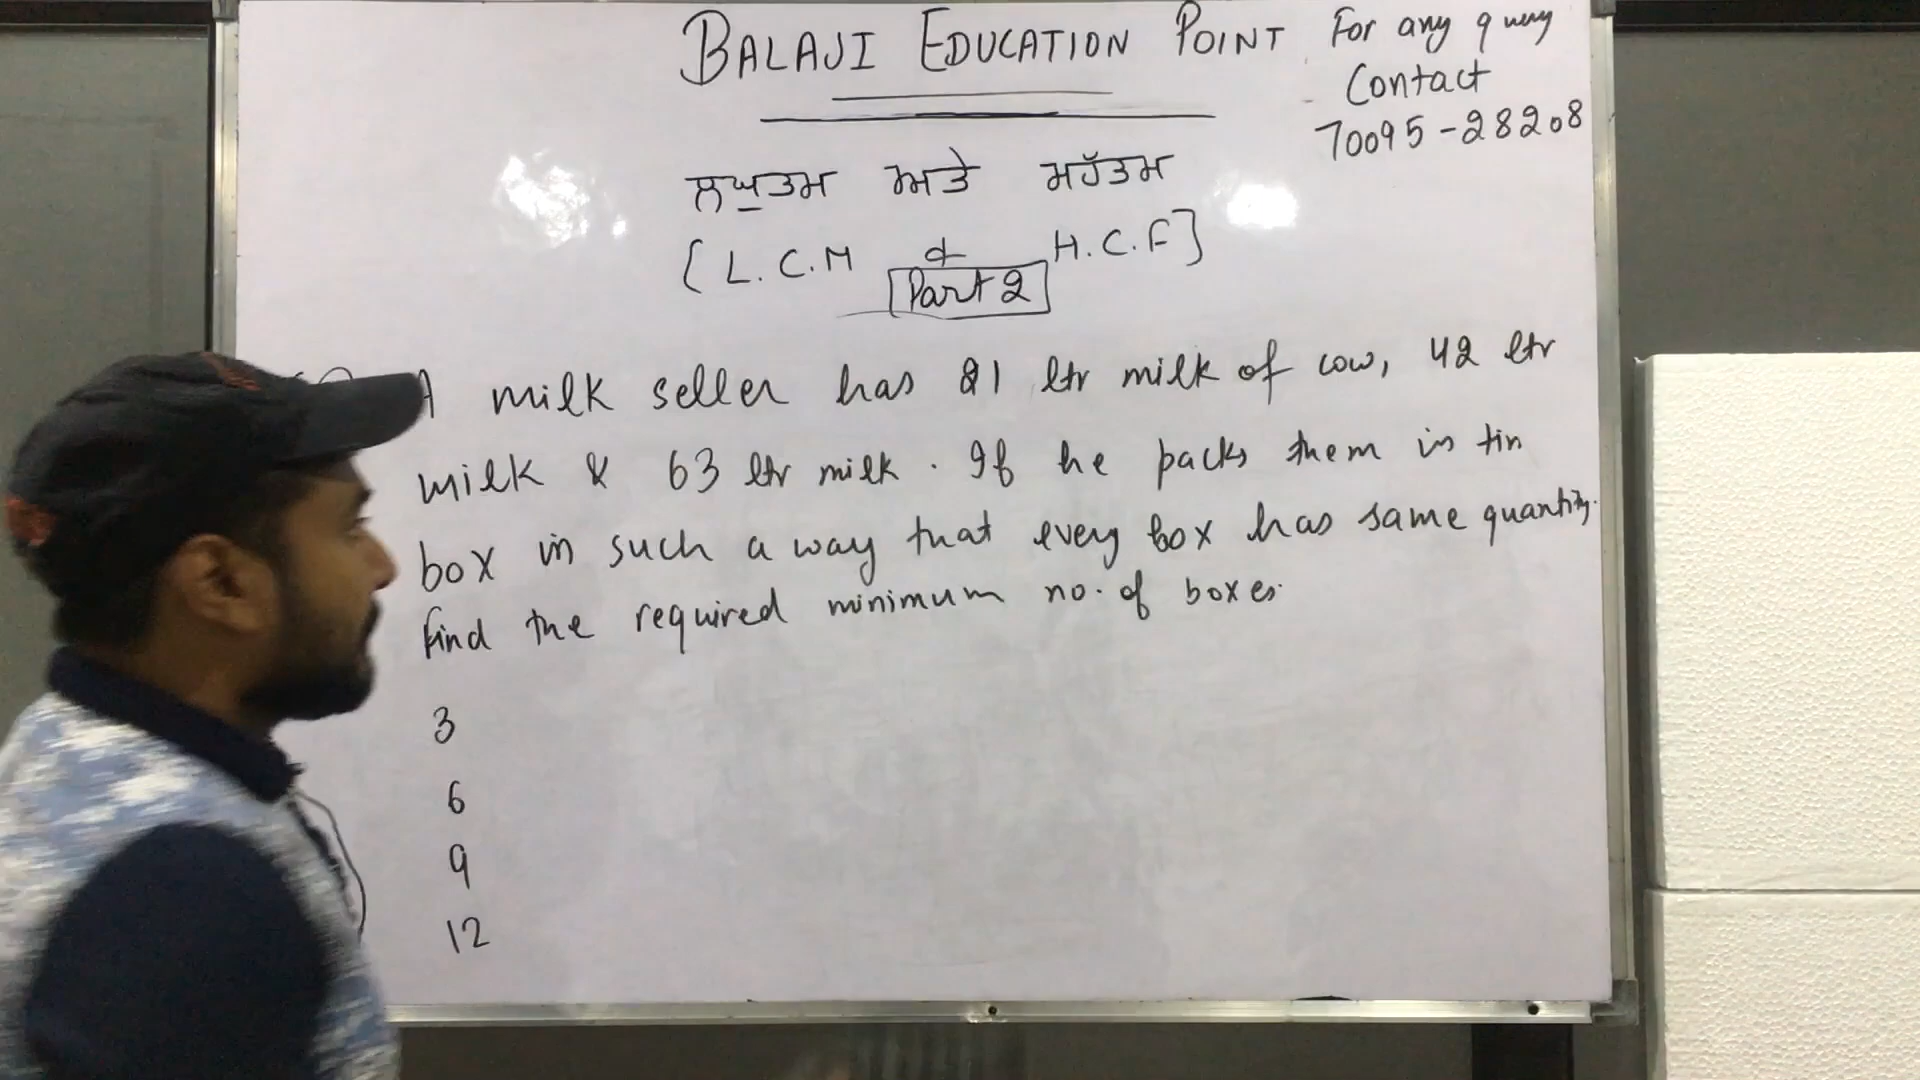 BALAJI EDUCATION POINT
For any query
Contact
70095-28208
ਲਘੁਤਮ ਅਤੇ ਮਹੱਤਮ
[L.C.M & H.C.F]
Part 2
A milk seller has 21 ltr milk of cow, 42 ltr
milk & 63 ltr milk. If he packs them in tin
box in such a way that every box has same quantity.
Find the required minimum no. of boxes.
3
6
9
12